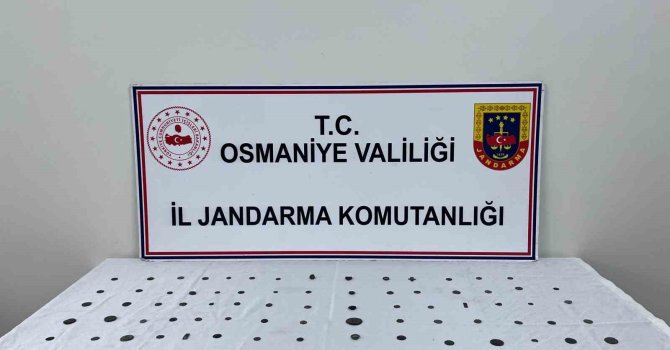 T.C.
OSMANİYE VALİLİĞİ
İL JANDARMA KOMUTANLIĞI
JANDARMA